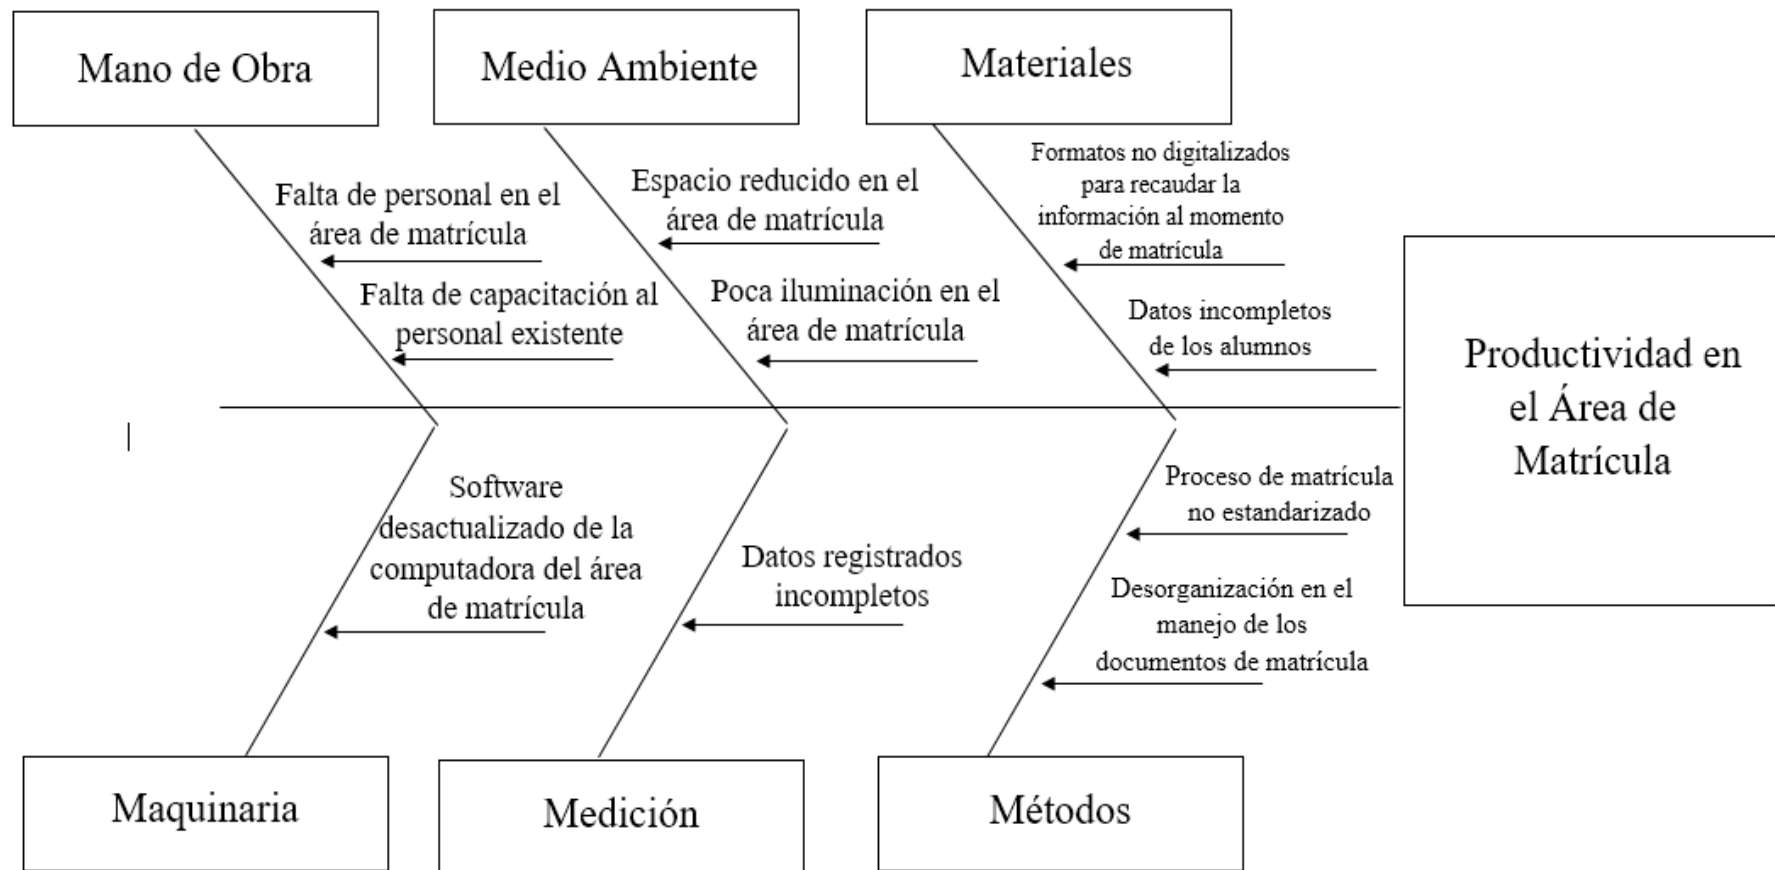 Mano de Obra
Medio Ambiente
Materiales
Falta de personal en el
área de matrícula
Falta de capacitación al
personal existente
Espacio reducido en el
área de matrícula
Poca iluminación en el
área de matrícula
Formatos no digitalizados
para recaudar la
información al momento
de matrícula
Datos incompletos
de los alumnos
Productividad en
el Área de
Matrícula
Software
desactualizado de la
computadora del área
de matrícula
Datos registrados
incompletos
Proceso de matrícula
no estandarizado
Desorganización en el
manejo de los
documentos de matrícula
Maquinaria
Medición
Métodos